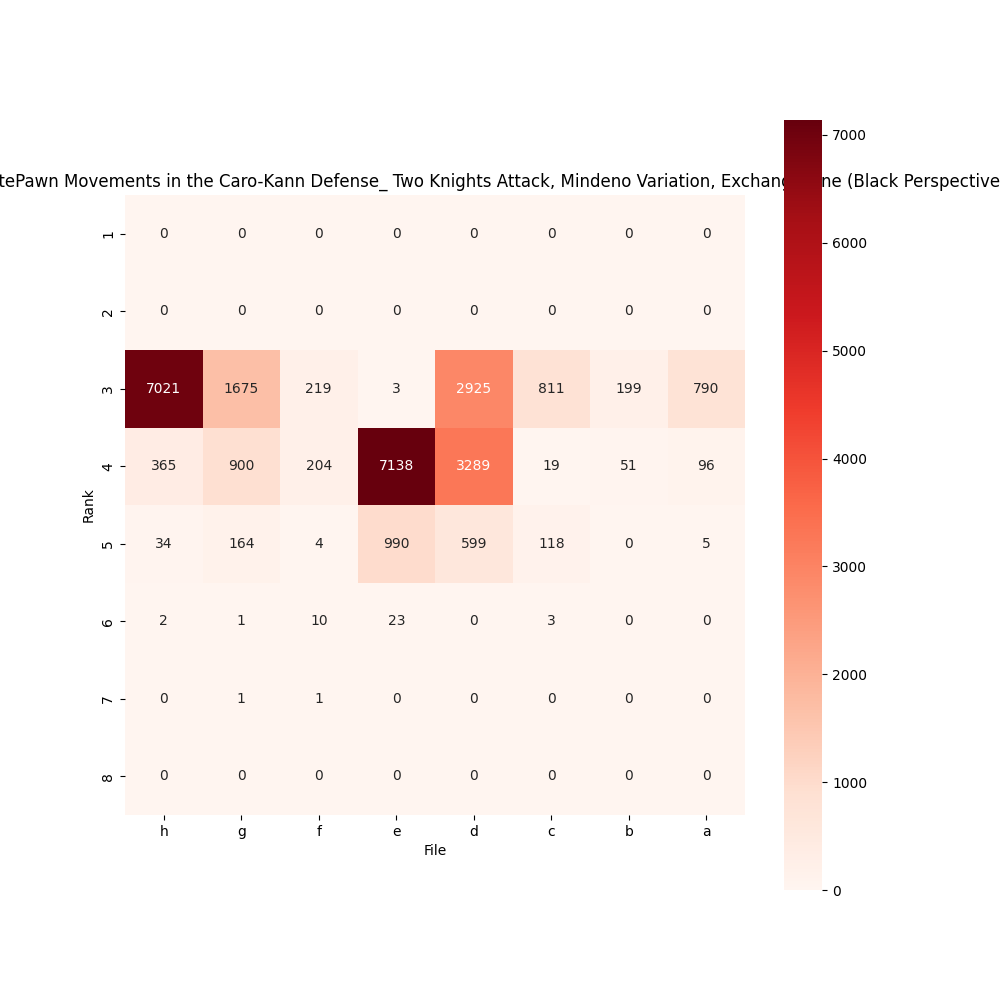 7000
tePawn Movements in the Caro-Kann Defense_ Two Knights Attack, Mindeno Variation, Exchang ne (Black Perspective
1 0 0 0 0 0 0 0 0
6000
2 0 0 0 0 0 0 0 0
3 7021 1675 219 3 2925 811 199 790
5000
4 365 900 204 7138 3289 19 51 96
4000
Rank
5 34 164 4 990 599 118 0 5
3000
6 2 1 10 23 0 3 0 0
2000
7 0 1 1 0 0 0 0 0
8 0 0 0 0 0 0 0 0
1000
h g f e d c b a
File
0